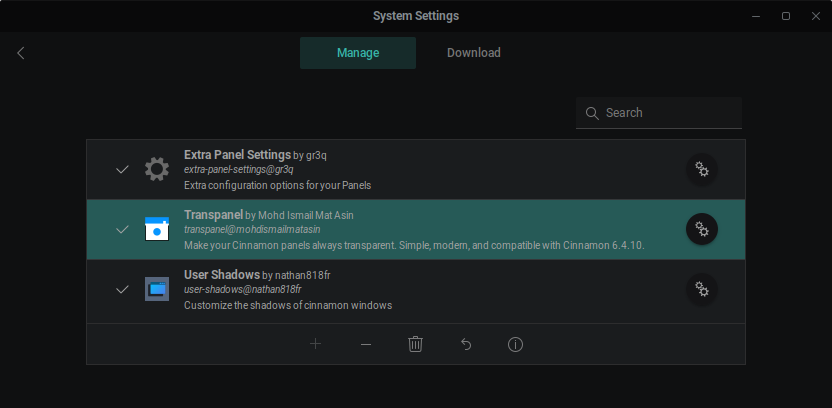 System Settings
Manage
Download
Search
Extra Panel Settings by gr3q
extra-panel-settings@gr3q
Extra configuration options for your Panels
Transpanel by Mohd Ismail Mat Asin
transpanel@mohdismailmatasin
Make your Cinnamon panels always transparent. Simple, modern, and compatible with Cinnamon 6.4.10.
User Shadows by nathan818fr
user-shadows@nathan818fr
Customize the shadows of cinnamon windows